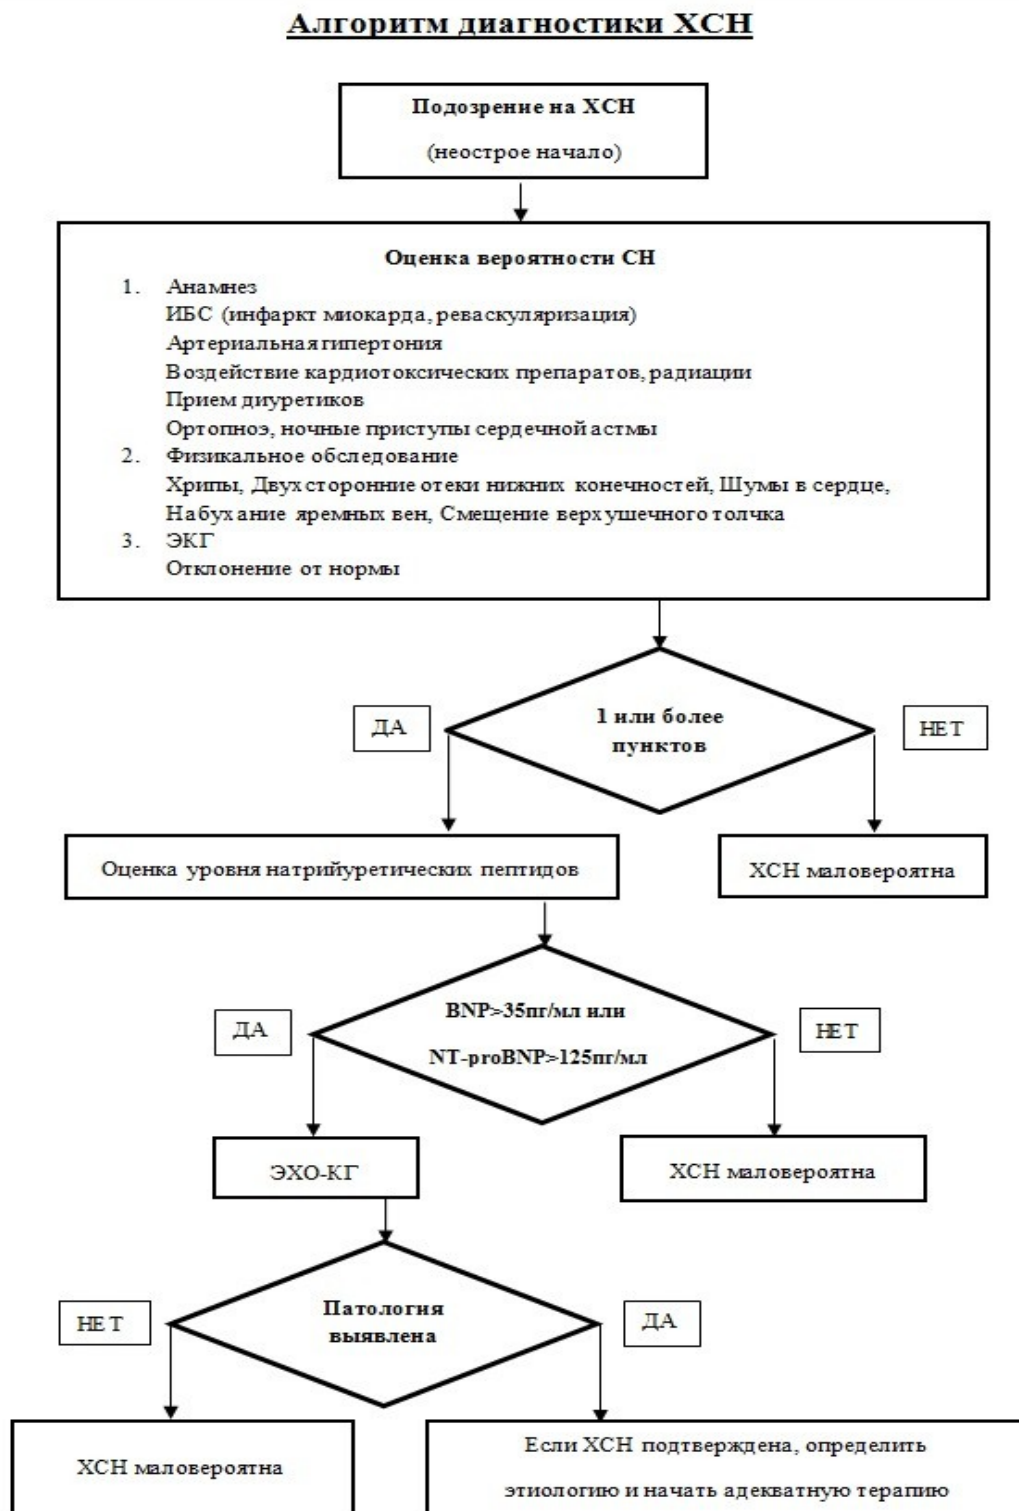 Алгоритм диагностики ХСН
Подозрение на ХСН
(неострое начало)
Оценка вероятности СН
1. Анамнез
ИБС (инфаркт миокарда, реваскуляризация)
Артериальная гипертония
Воздействие кардиотоксических препаратов, радиации
Прием диуретиков
Ортопноэ, ночные приступы сердечной астмы
2. Физикальное обследование
Хрипы, Двухсторонние отеки нижних конечностей, Шумы в сердце,
Набухание яремных вен, Смещение верхушечного толчка
3. ЭКГ
Отклонение от нормы
1 или более
пунктов
ДА
НЕТ
Оценка уровня натрийуретических пептидов
ХСН маловероятна
BNP>35пг/мл или
NT-proBNP>125пг/мл
ДА
НЕТ
ЭХО-КГ
ХСН маловероятна
Патология
выявлена
НЕТ
ДА
ХСН маловероятна
Если ХСН подтверждена, определить
этиологию и начать адекватную терапию